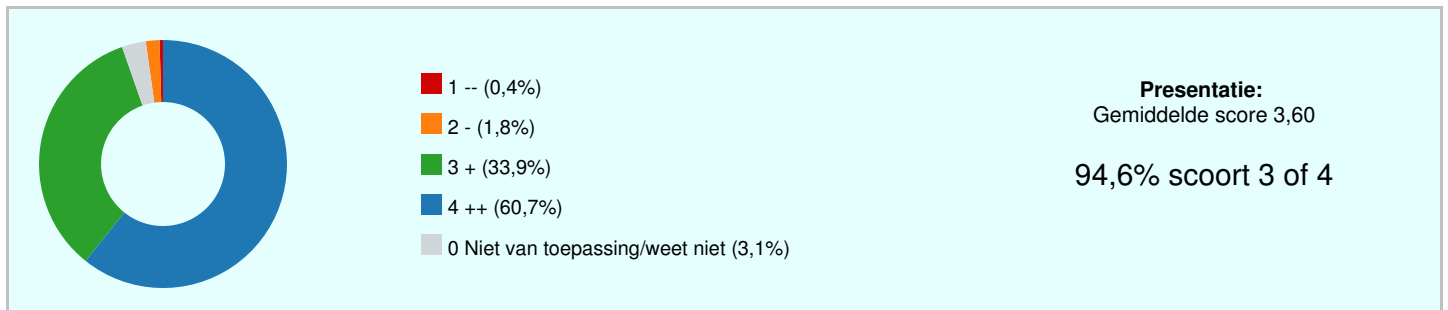 1 -- (0,4%)
2 - (1,8%)
3 + (33,9%)
4 ++ (60,7%)
0 Niet van toepassing/weet niet (3,1%)
Presentatie:
Gemiddelde score 3,60
94,6% scoort 3 of 4